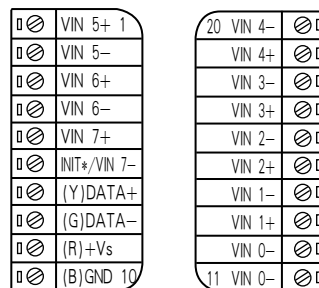 VIN 5+ 1
VIN 5-
VIN 6+
VIN 6-
VIN 7+
INIT*/VIN 7-
(Y)DATA+
(G)DATA-
(R)+Vs
(B)GND 10
20 VIN 4-
VIN 4+
VIN 3-
VIN 3+
VIN 2-
VIN 2+
VIN 1-
VIN 1+
VIN 0-
11 VIN 0-